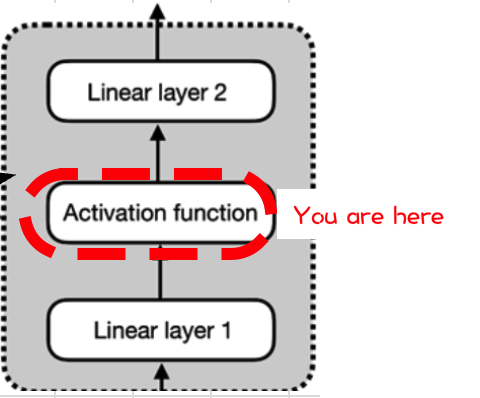 Linear layer 2
Activation function
You are here
Linear layer 1